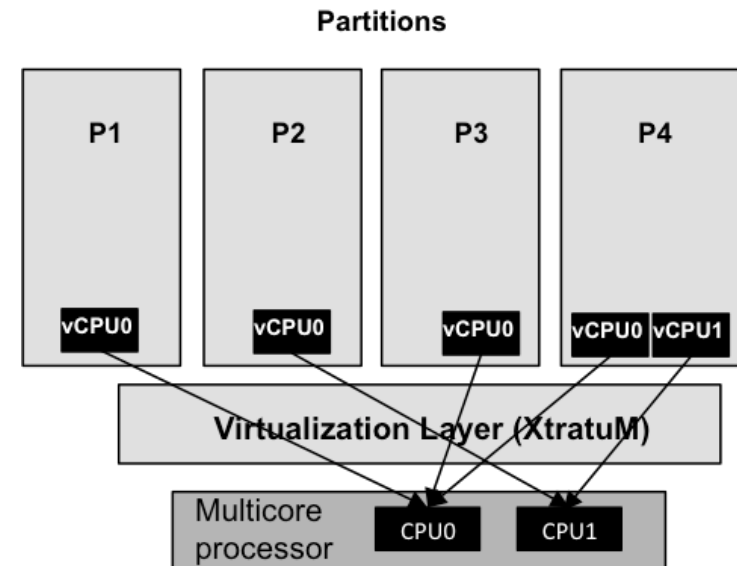 Partitions
P1
P2
P3
P4
vCPU0
vCPU0
vCPU0
vCPU0
vCPU1
Virtualization Layer (XtratuM)
Multicore
processor
CPU0
CPU1